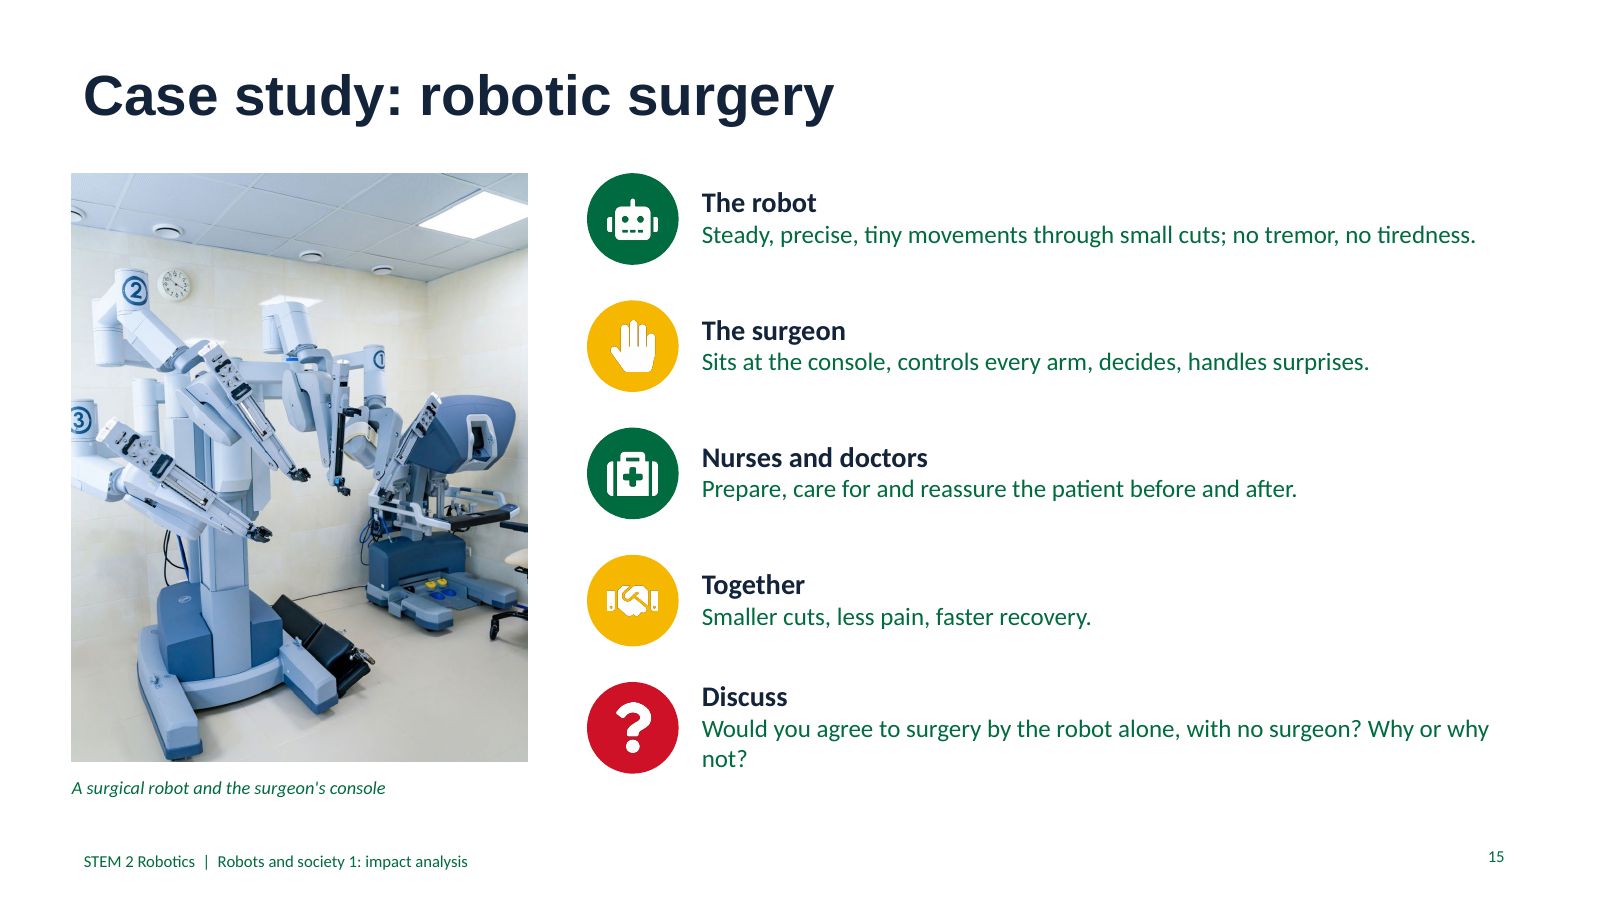 Case study: robotic surgery
2
1
3
A surgical robot and the surgeon's console
The robot
Steady, precise, tiny movements through small cuts; no tremor, no tiredness.
The surgeon
Sits at the console, controls every arm, decides, handles surprises.
Nurses and doctors
Prepare, care for and reassure the patient before and after.
Together
Smaller cuts, less pain, faster recovery.
Discuss
Would you agree to surgery by the robot alone, with no surgeon? Why or why
not?
STEM 2 Robotics | Robots and society 1: impact analysis
15